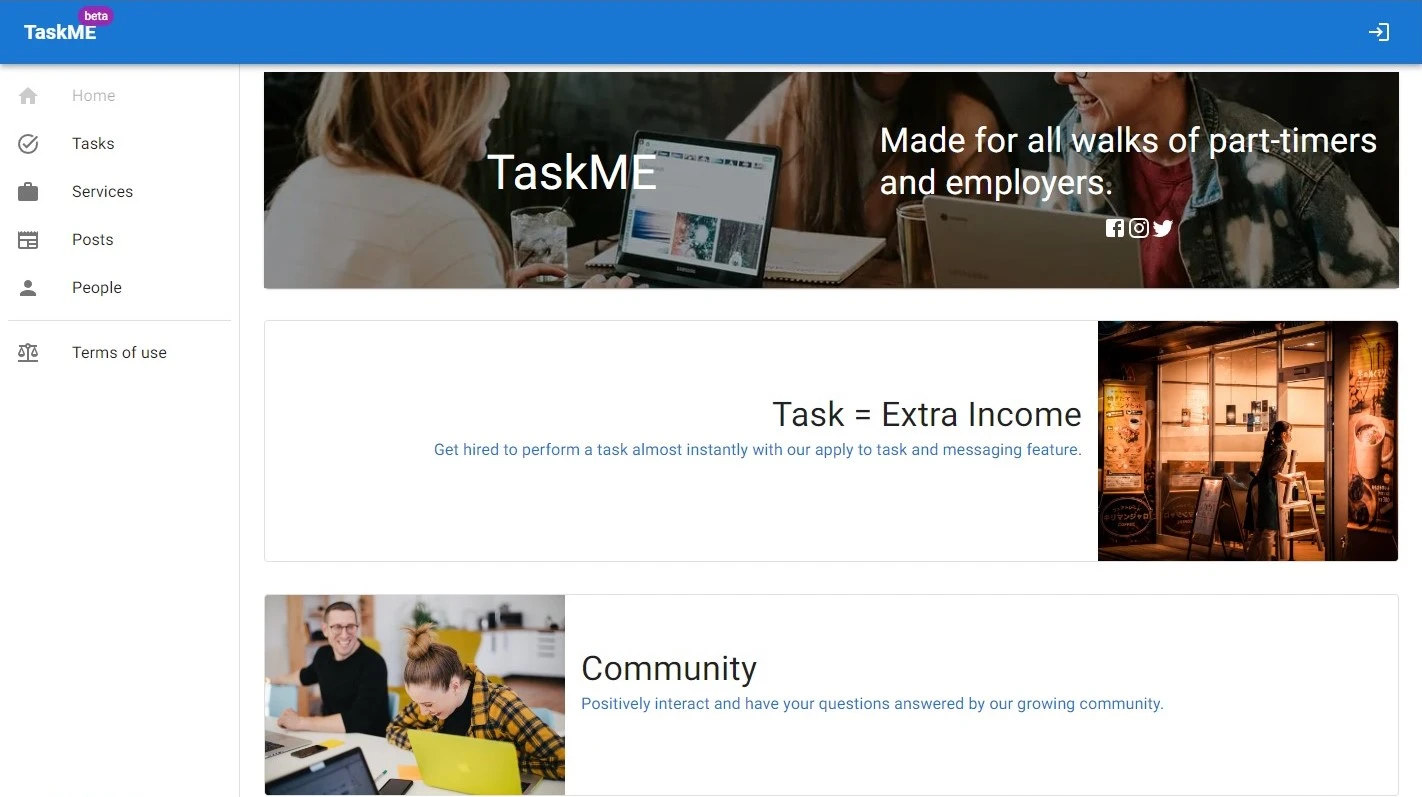 TaskME
beta
Home
Tasks
Services
Posts
People
Terms of use
TaskME
Made for all walks of part-timers
and employers.
SAMSUNG
Task = Extra Income
Get hired to perform a task almost instantly with our apply to task and messaging feature.
Community
Positively interact and have your questions answered by our growing community.